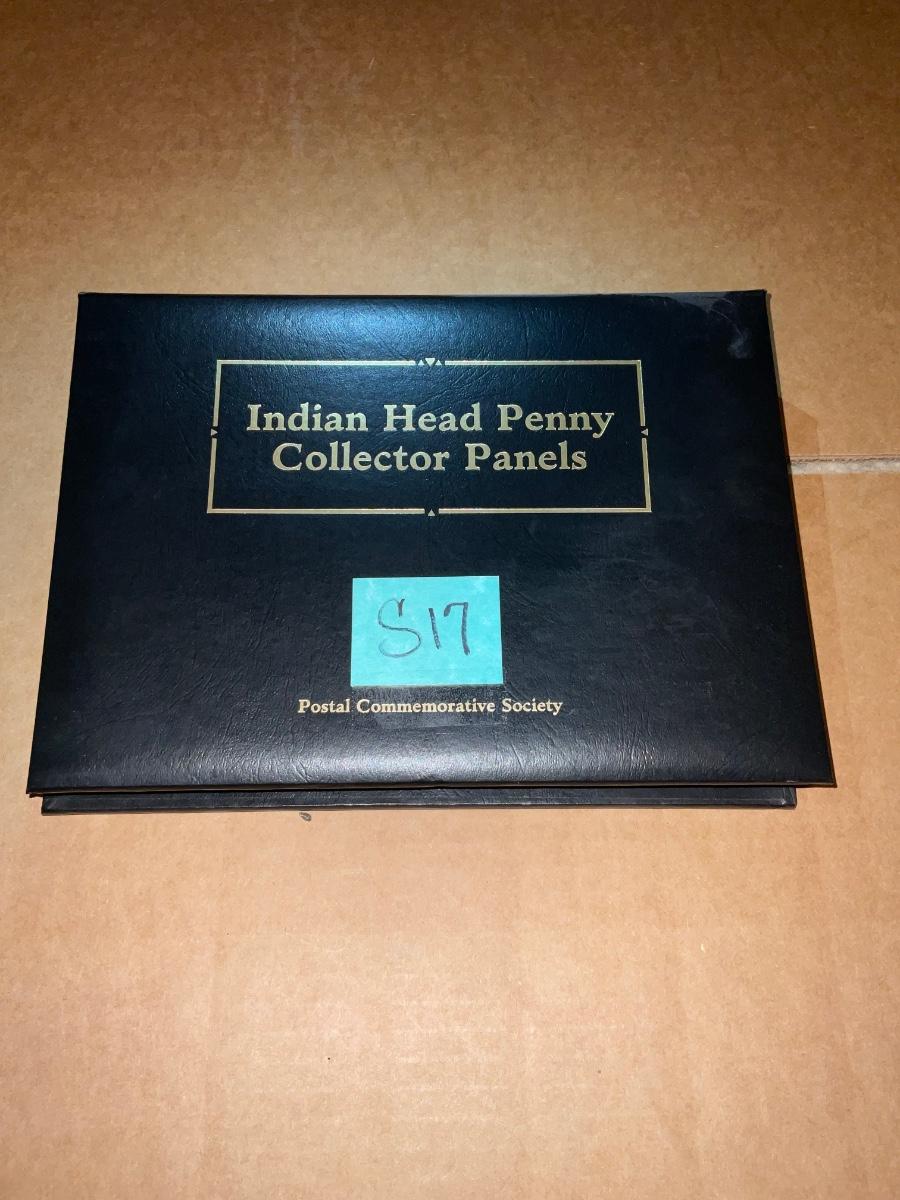 Indian Head Penny
Collector Panels
S17
Postal Commemorative Society